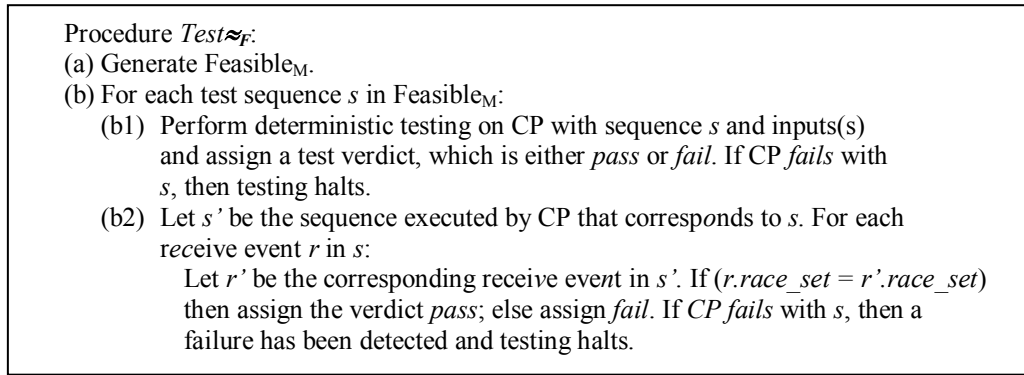 Procedure Test≈F:
(a) Generate FeasibleM.
(b) For each test sequence s in FeasibleM:
(b1) Perform deterministic testing on CP with sequence s and inputs(s)
and assign a test verdict, which is either pass or fail. If CP fails with
s, then testing halts.
(b2) Let s’ be the sequence executed by CP that corresponds to s. For each
receive event r in s:
Let r’ be the corresponding receive event in s’. If (r.race_set = r’.race_set)
then assign the verdict pass; else assign fail. If CP fails with s, then a
failure has been detected and testing halts.